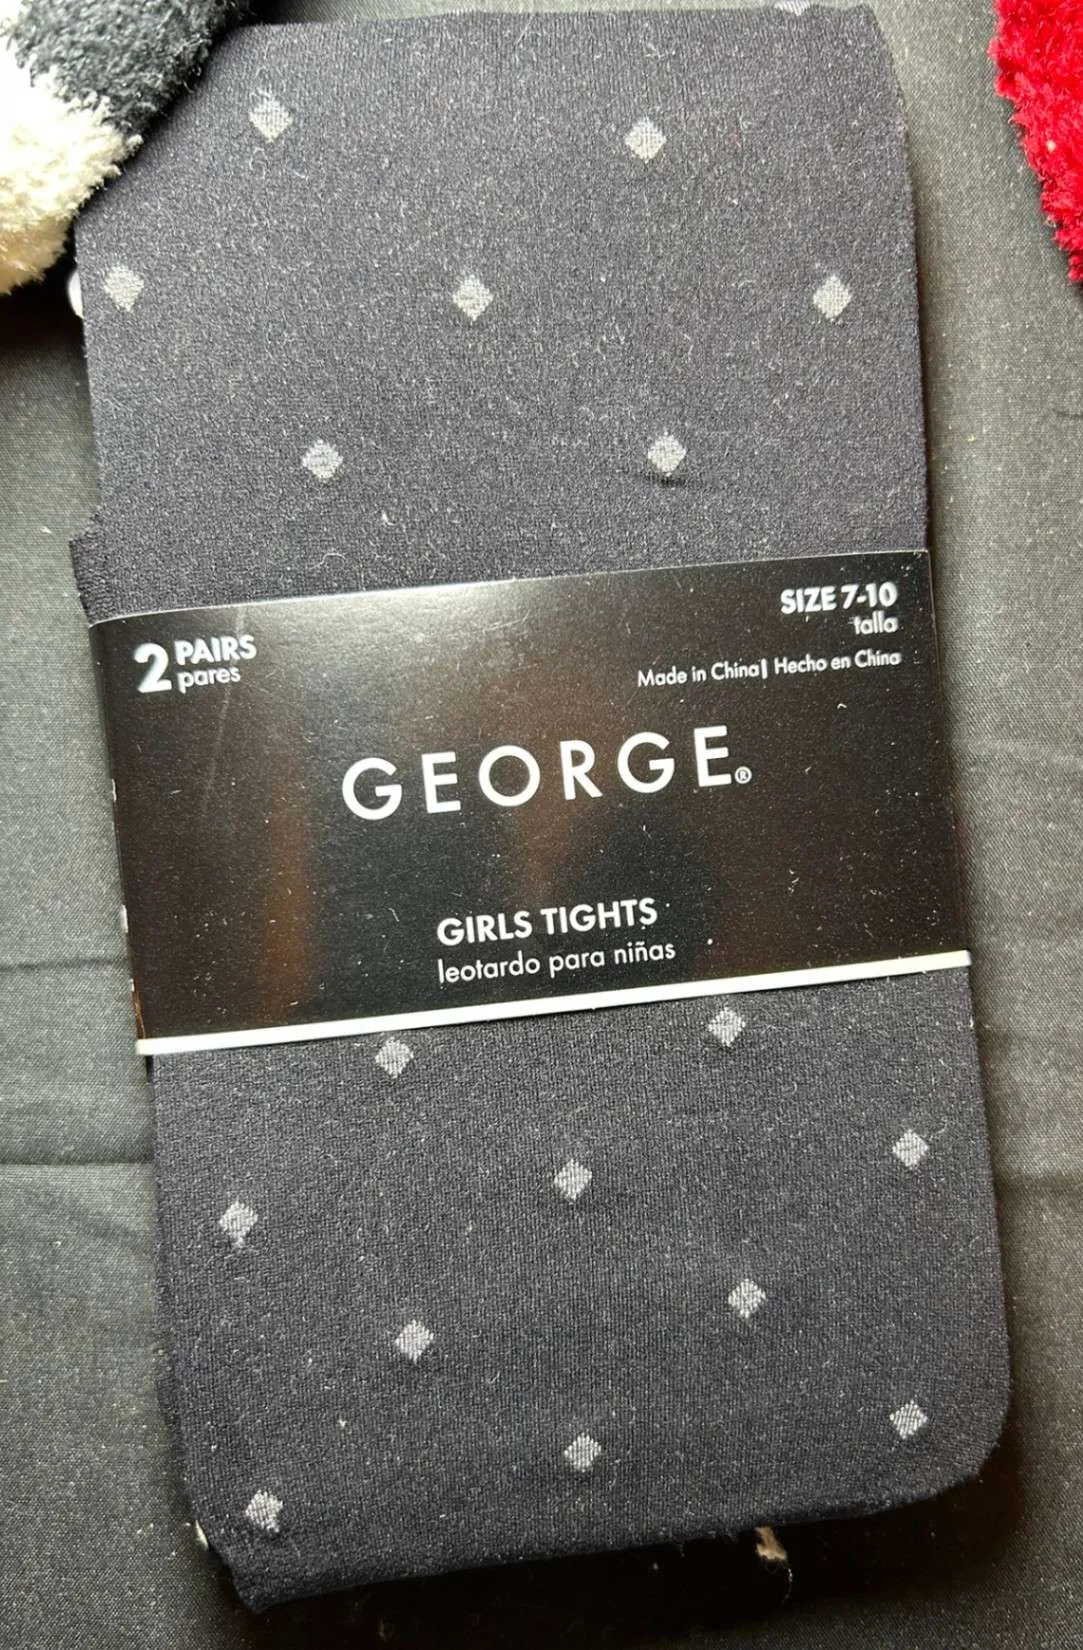 2 PAIRS
pares
SIZE 7-10
talla
Made in China| Hecho en China
GEORGE®
GIRLS TIGHTS
leotardo para niñas